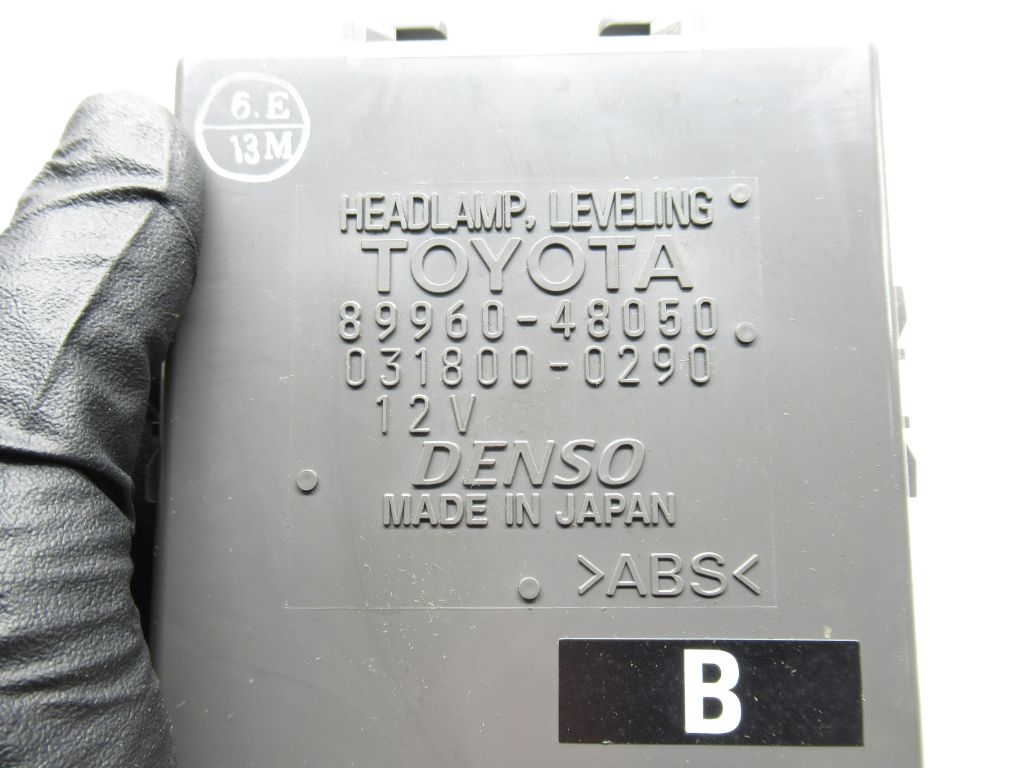 6.E
13M
HEADLAMP, LEVELING
TOYOTA
89960-48050
031800-0290
12V
DENSO
MADE IN JAPAN
>ABS<
B